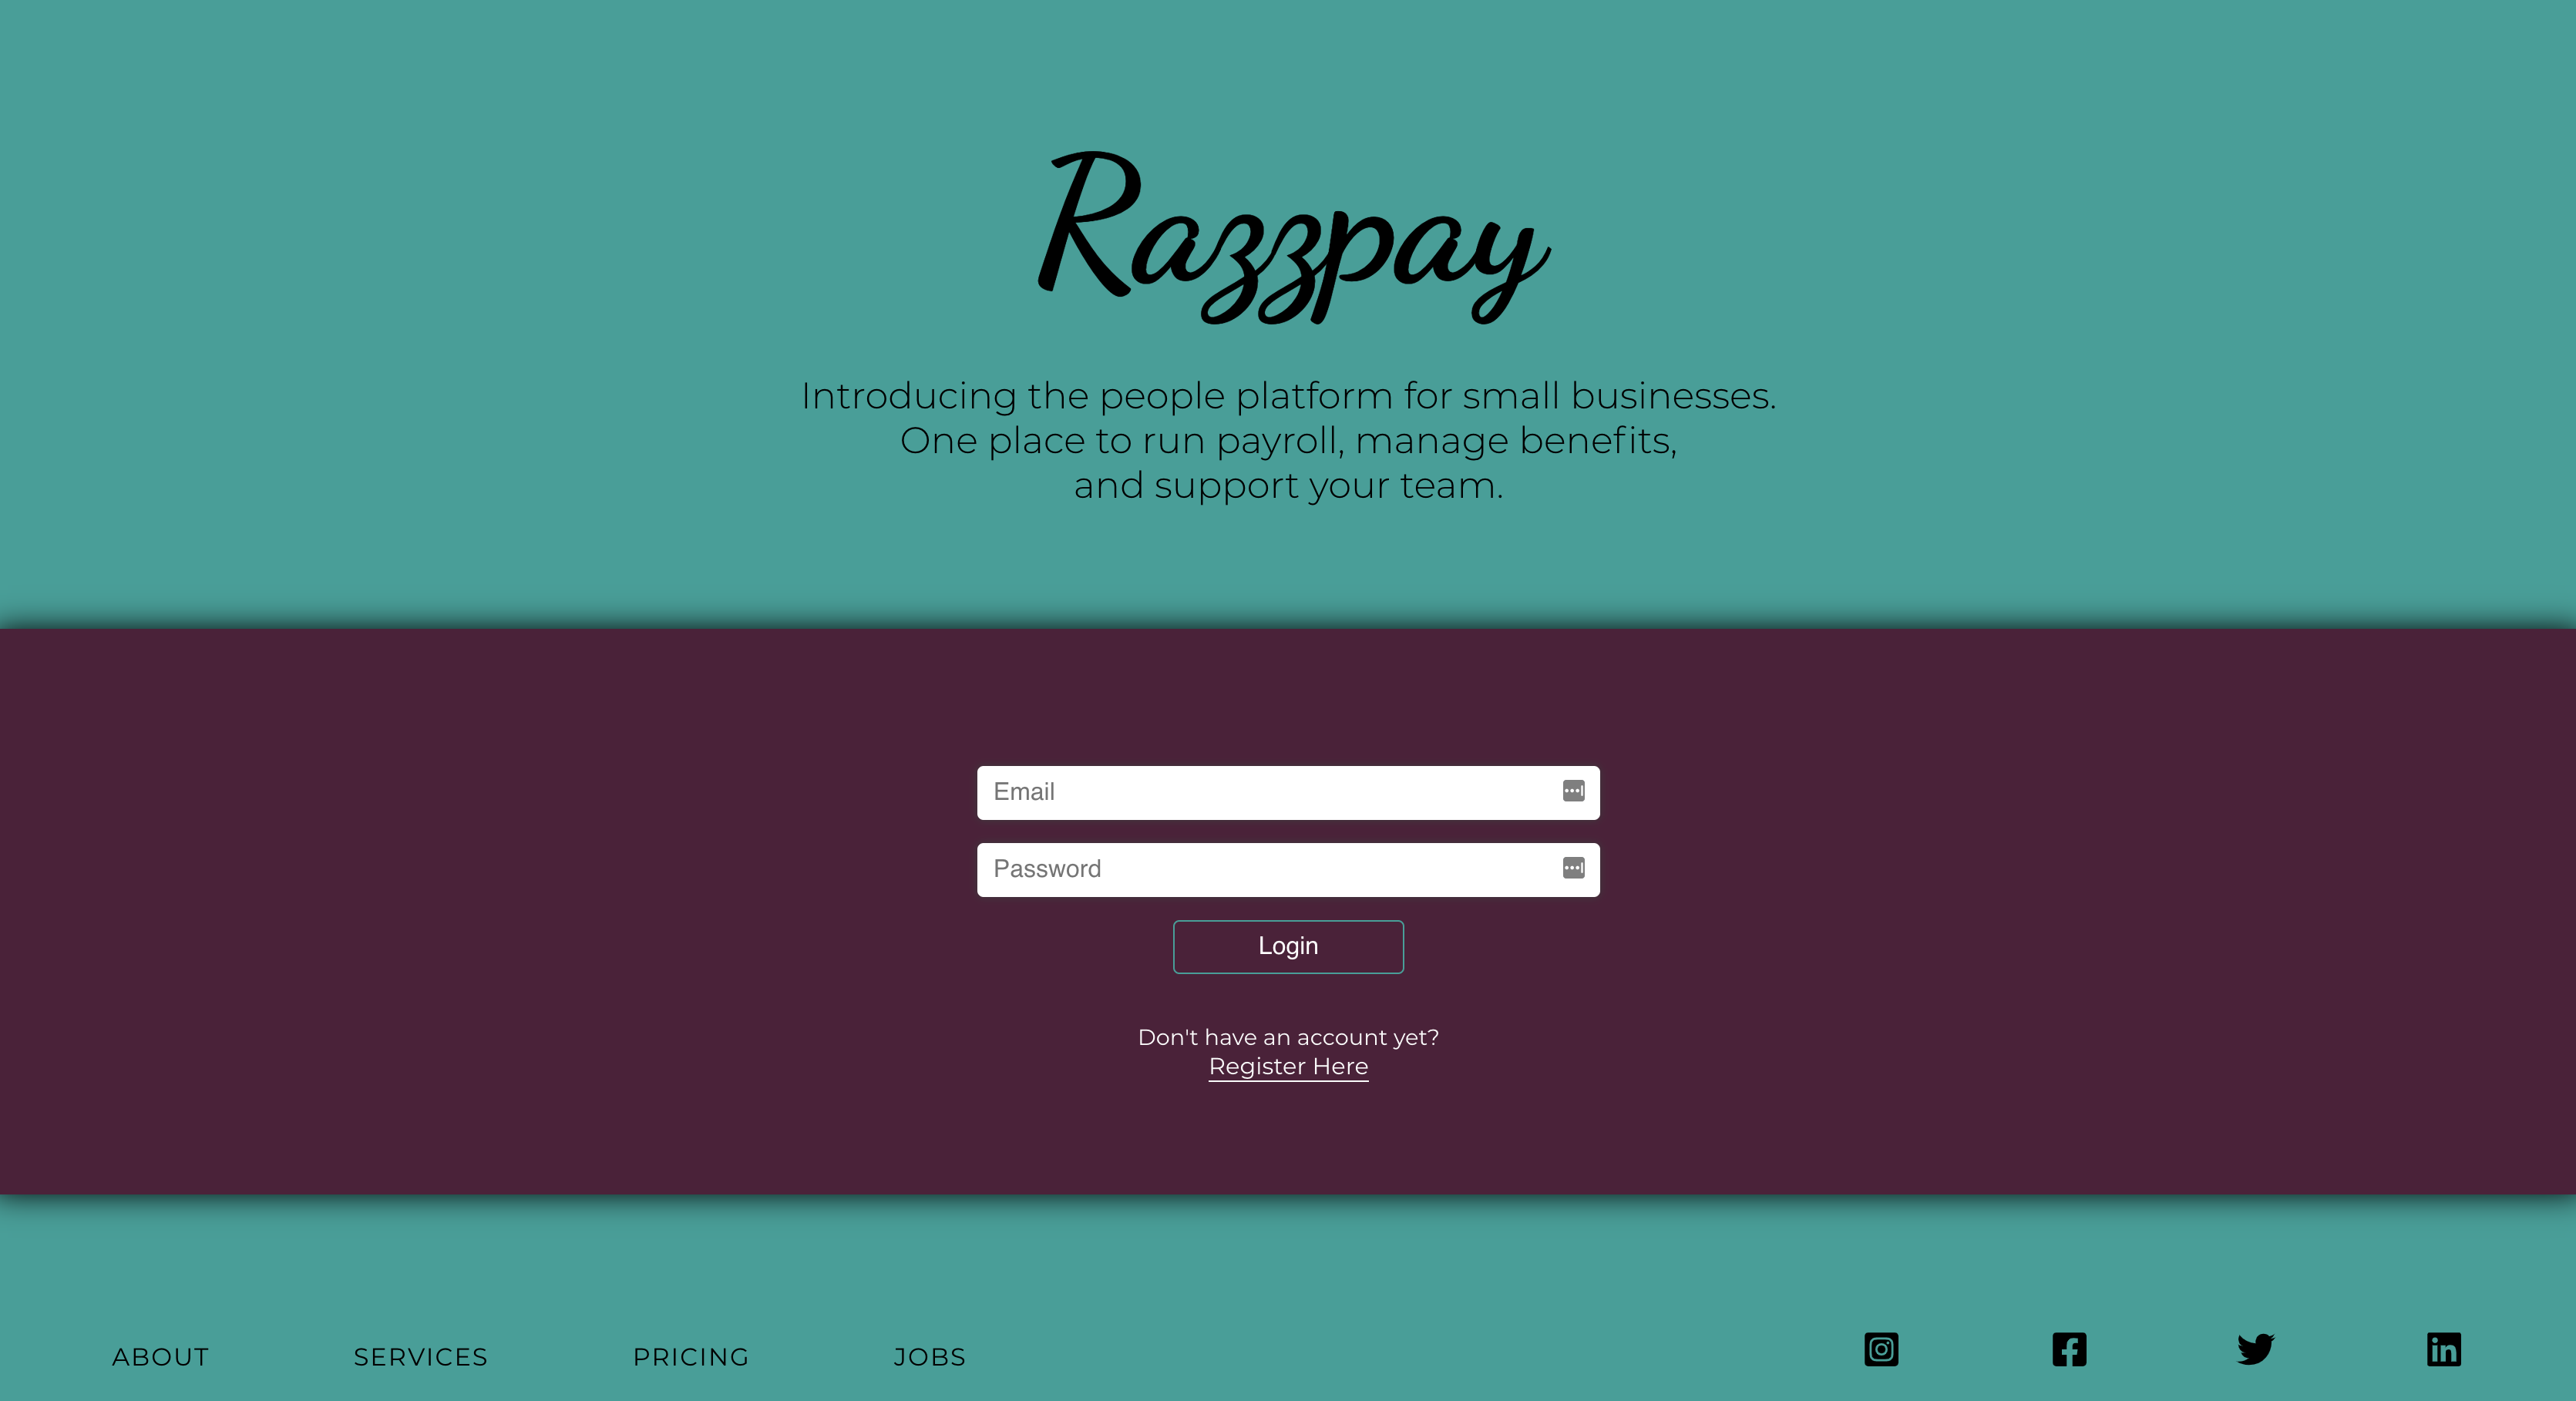 Razzpay
Introducing the people platform for small businesses.
One place to run payroll, manage benefits,
and support your team.
Email
Password
Login
Don't have an account yet?
Register Here
ABOUT SERVICES PRICING JOBS